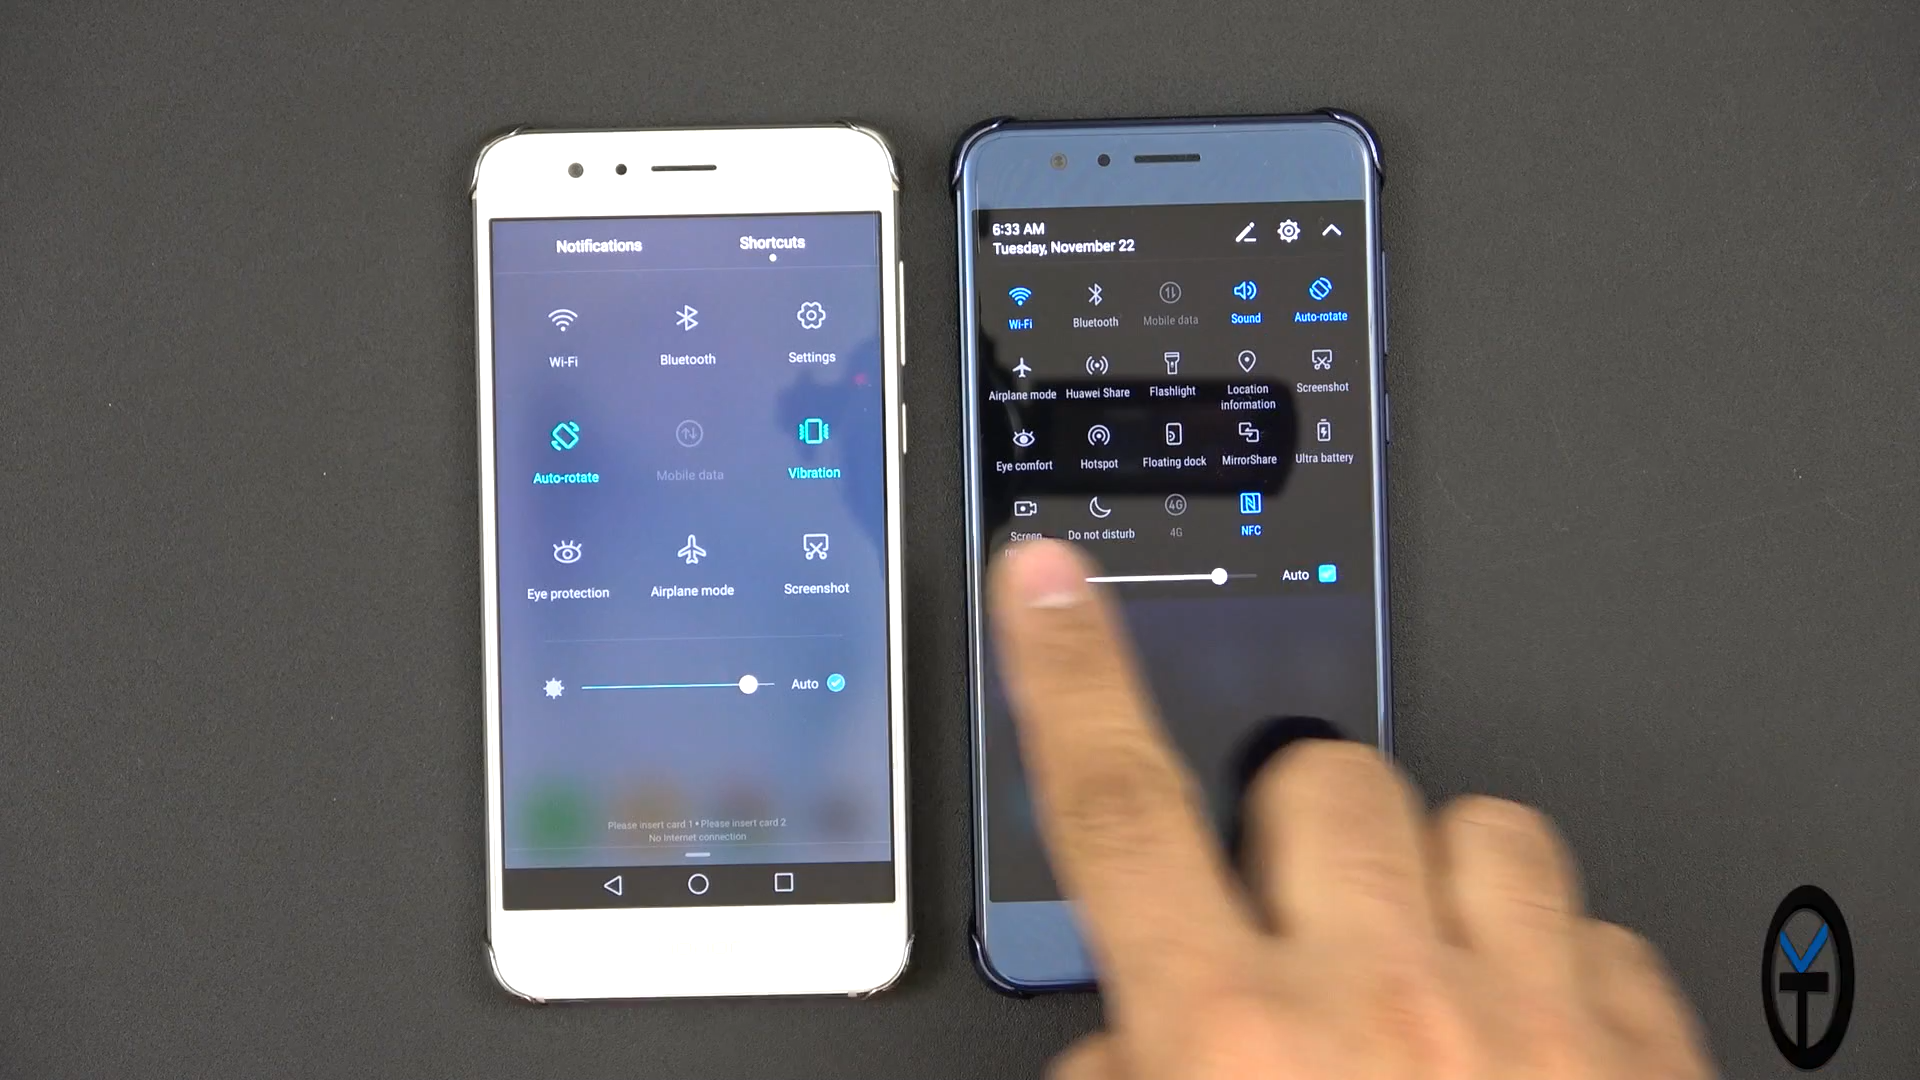 Notifications
Shortcuts
Wi-Fi
Bluetooth
Settings
Auto-rotate
Mobile data
Vibration
Eye protection
Airplane mode
Screenshot
Auto
Please insert card 1 • Please insert card 2
No Internet connection
6:33 AM
Tuesday, November 22
Wi-Fi
Bluetooth
Mobile data
Sound
Auto-rotate
Airplane mode
Huawei Share
Flashlight
Location
information
Screenshot
Eye comfort
Hotspot
Floating dock
MirrorShare
Ultra battery
Screen
Do not disturb
4G
4G
NFC
Auto